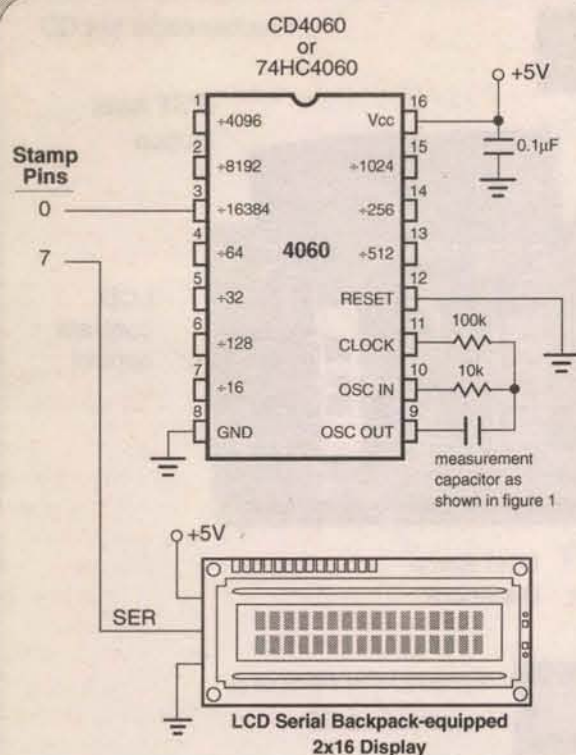 CD4060
or
74HC4060
+5V
1
÷4096
16
Vcc
0.1µF
2
÷8192
15
÷1024
Stamp
Pins
0
3
÷16384
14
÷256
7
4
÷64
4060
13
÷512
5
÷32
12
RESET
6
÷128
11
CLOCK
100k
7
÷16
10
OSC IN
10k
8
GND
9
OSC OUT
measurement
capacitor as
shown in figure 1
+5V
SER
LCD Serial Backpack-equipped
2x16 Display